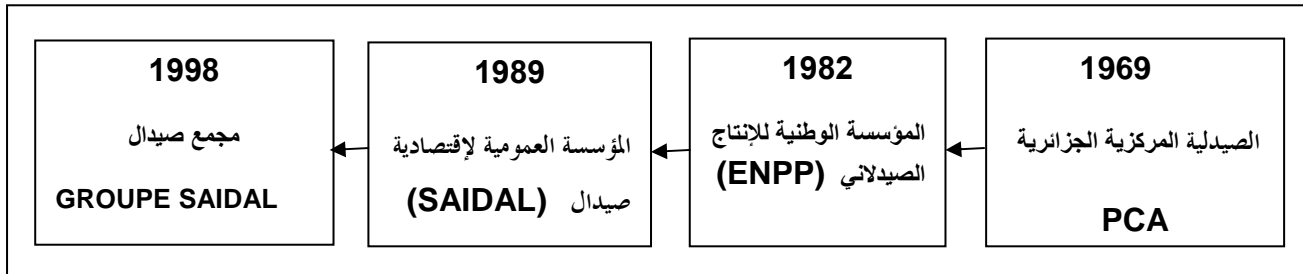 1969
الصيدلية المركزية الجزائرية
PCA
1982
المؤسسة الوطنية للإنتاج
الصيدلاني (ENPP)
1989
المؤسسة العمومية لإقتصادية
صيدال (SAIDAL)
1998
مجمع صيدال
GROUPE SAIDAL